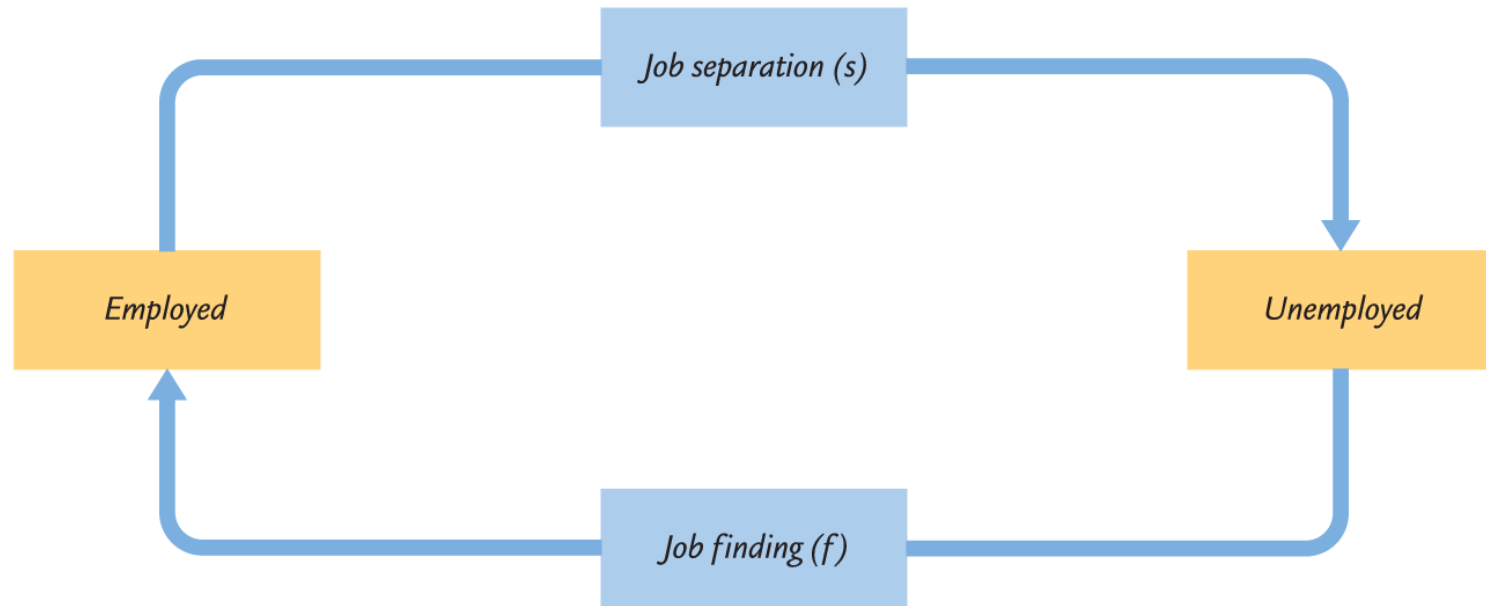 Job separation (s)
Employed
Unemployed
Job finding (f)